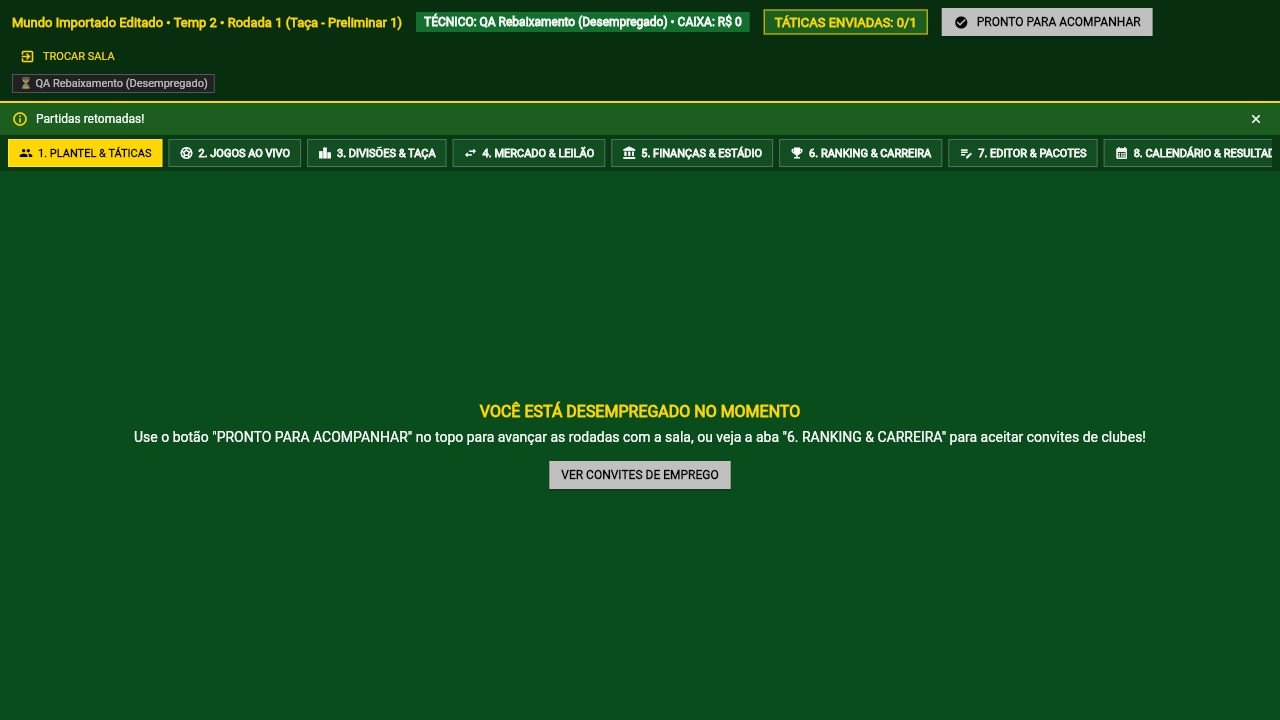 Mundo Importado Editado • Temp 2 • Rodada 1 (Taça - Preliminar 1)
TÉCNICO: QA Rebaixamento (Desempregado) • CAIXA: R$ 0
TÁTICAS ENVIADAS: 0/1
PRONTO PARA ACOMPANHAR
TROCAR SALA
⏳ QA Rebaixamento (Desempregado)
Partidas retomadas!
1. PLANTEL & TÁTICAS
2. JOGOS AO VIVO
3. DIVISÕES & TAÇA
4. MERCADO & LEILÃO
5. FINANÇAS & ESTÁDIO
6. RANKING & CARREIRA
7. EDITOR & PACOTES
8. CALENDÁRIO & RESULTAD
VOCÊ ESTÁ DESEMPREGADO NO MOMENTO
Use o botão "PRONTO PARA ACOMPANHAR" no topo para avançar as rodadas com a sala, ou veja a aba "6. RANKING & CARREIRA" para aceitar convites de clubes!
VER CONVITES DE EMPREGO